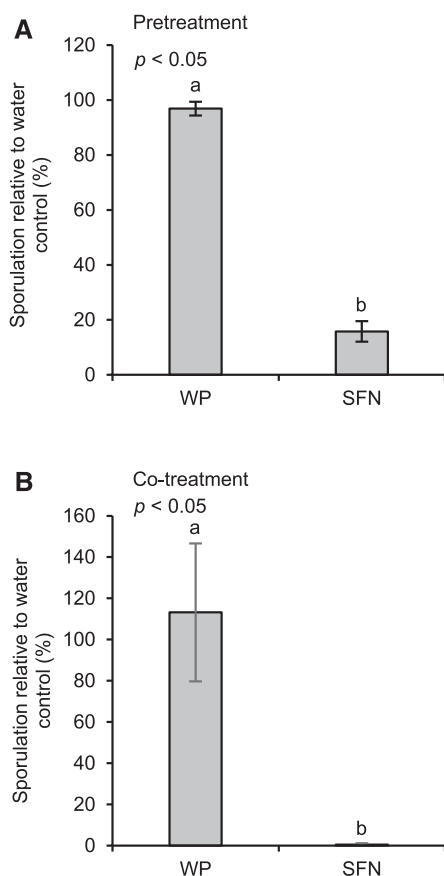 A
Pretreatment
p < 0.05
Sporulation relative to water
control (%)
120
100
80
60
40
20
0
a
b
WP SFN
B
Co-treatment
p < 0.05
Sporulation relative to water
control (%)
160
140
120
100
80
60
40
20
0
a
b
WP SFN